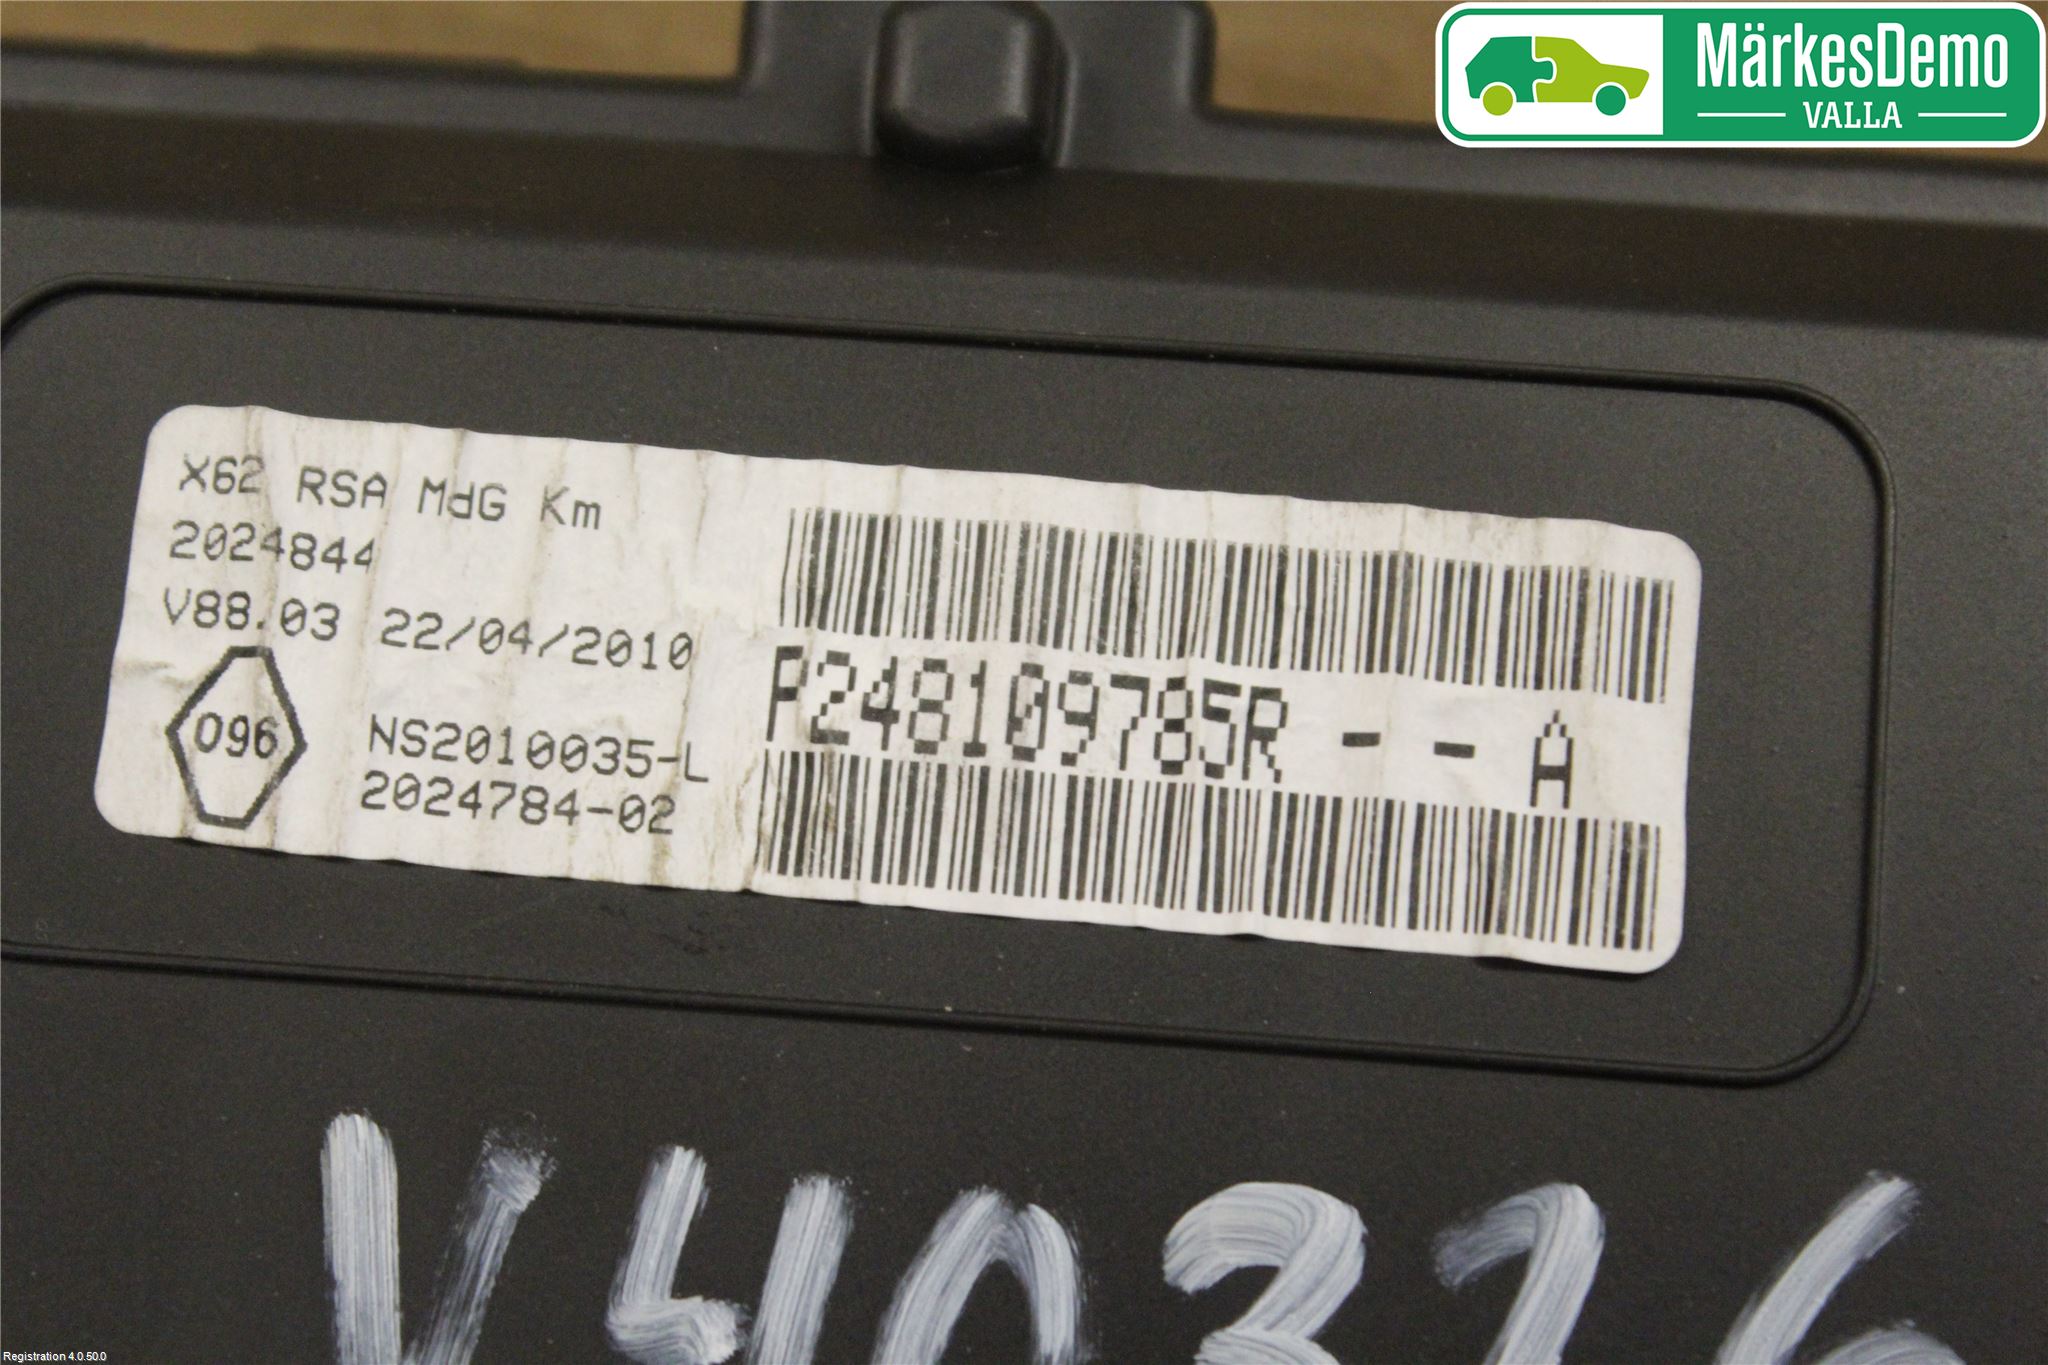 MärkesDemo
VALLA
X62 RSA MdG Km
2024844
V88.03 22/04/2010
096
NS2010035-L
2024784-02
P248109785R - - A
Registration 4.0.50.0